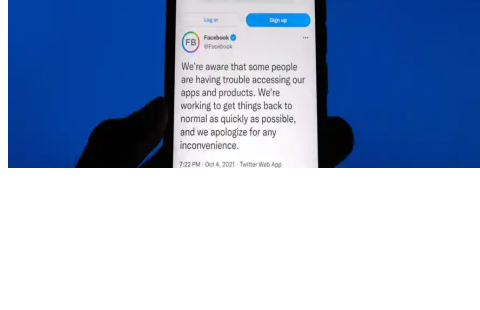 Log in
Sign up
FB
Facebook
@Facebook
We're aware that some people
are having trouble accessing our
apps and products. We're
working to get things back to
normal as quickly as possible,
and we apologize for any
inconvenience.
7:22 PM · Oct 4, 2021 · Twitter Web App